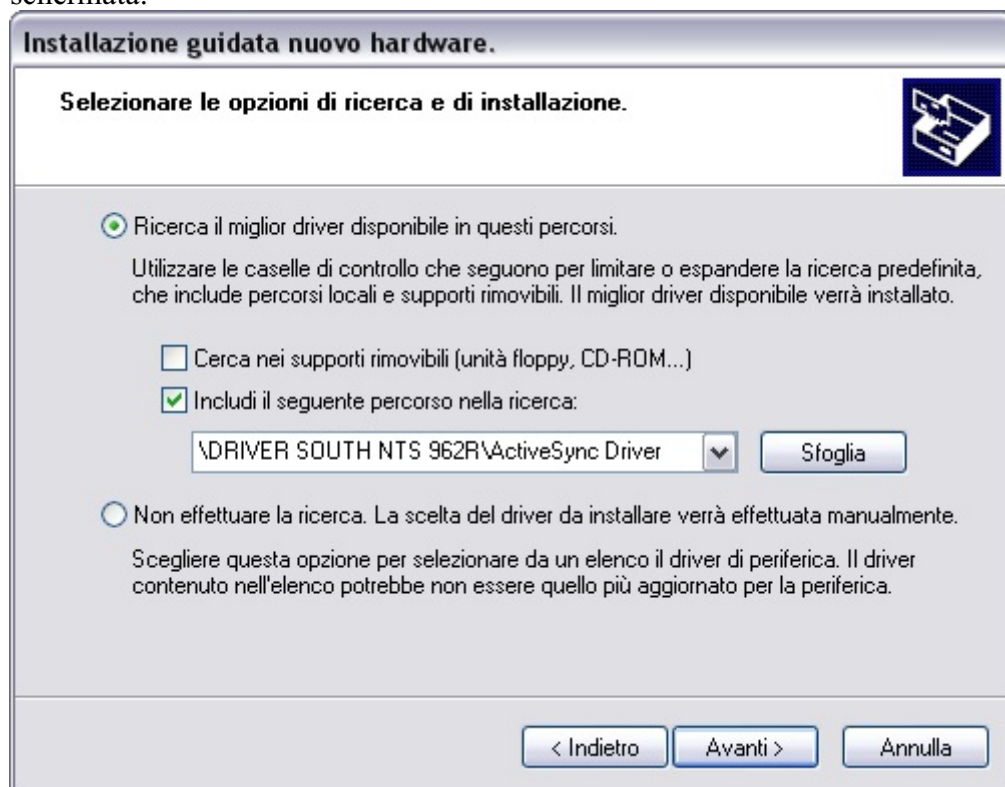 schermata:
Installazione guidata nuovo hardware.
Selezionare le opzioni di ricerca e di installazione.
Ricerca il miglior driver disponibile in questi percorsi.
Utilizzare le caselle di controllo che seguono per limitare o espandere la ricerca predefinita,
che include percorsi locali e supporti rimovibili. Il miglior driver disponibile verrà installato.
Cerca nei supporti rimovibili (unità floppy, CD-ROM...)
Includi il seguente percorso nella ricerca:
\DRIVER SOUTH NTS 962R\ActiveSync Driver
Sfoglia
Non effettuare la ricerca. La scelta del driver da installare verrà effettuata manualmente.
Scegliere questa opzione per selezionare da un elenco il driver di periferica. Il driver
contenuto nell'elenco potrebbe non essere quello più aggiornato per la periferica.
< Indietro
Avanti >
Annulla